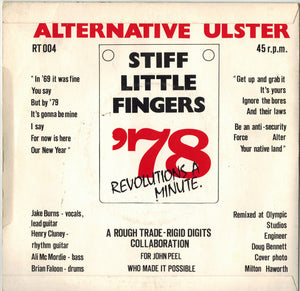 ALTERNATIVE ULSTER
RT 004
45 r.p.m.
STIFF
LITTLE
FINGERS
'78
REVOLUTIONS A
MINUTE.
"In '69 it was fine
You say
But by '79
It's gonna be mine
I say
For now is here
Our New Year"
"Get up and grab it
It's yours
Ignore the bores
And their laws
Be an anti-security
Force Alter
Your native land"
Jake Burns - vocals,
lead guitar
Henry Cluney -
rhythm guitar
Ali Mc Mordie - bass
Brian Faloon - drums
A ROUGH TRADE-RIGID DIGITS
COLLABORATION
FOR JOHN PEEL
WHO MADE IT POSSIBLE
Remixed at Olympic
Studios
Engineer
Doug Bennett
Cover photo
Milton Haworth